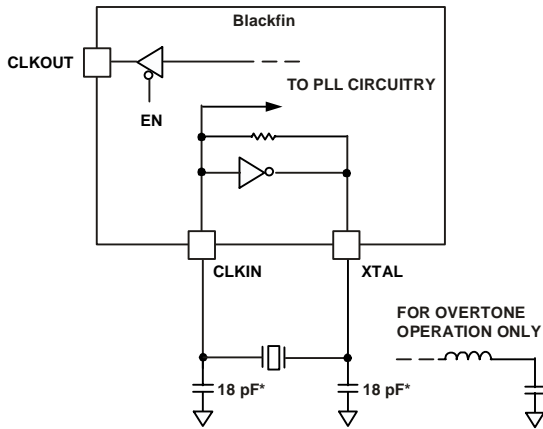 Blackfin
CLKOUT
TO PLL CIRCUITRY
EN
CLKIN
XTAL
FOR OVERTONE
OPERATION ONLY
18 pF*
18 pF*